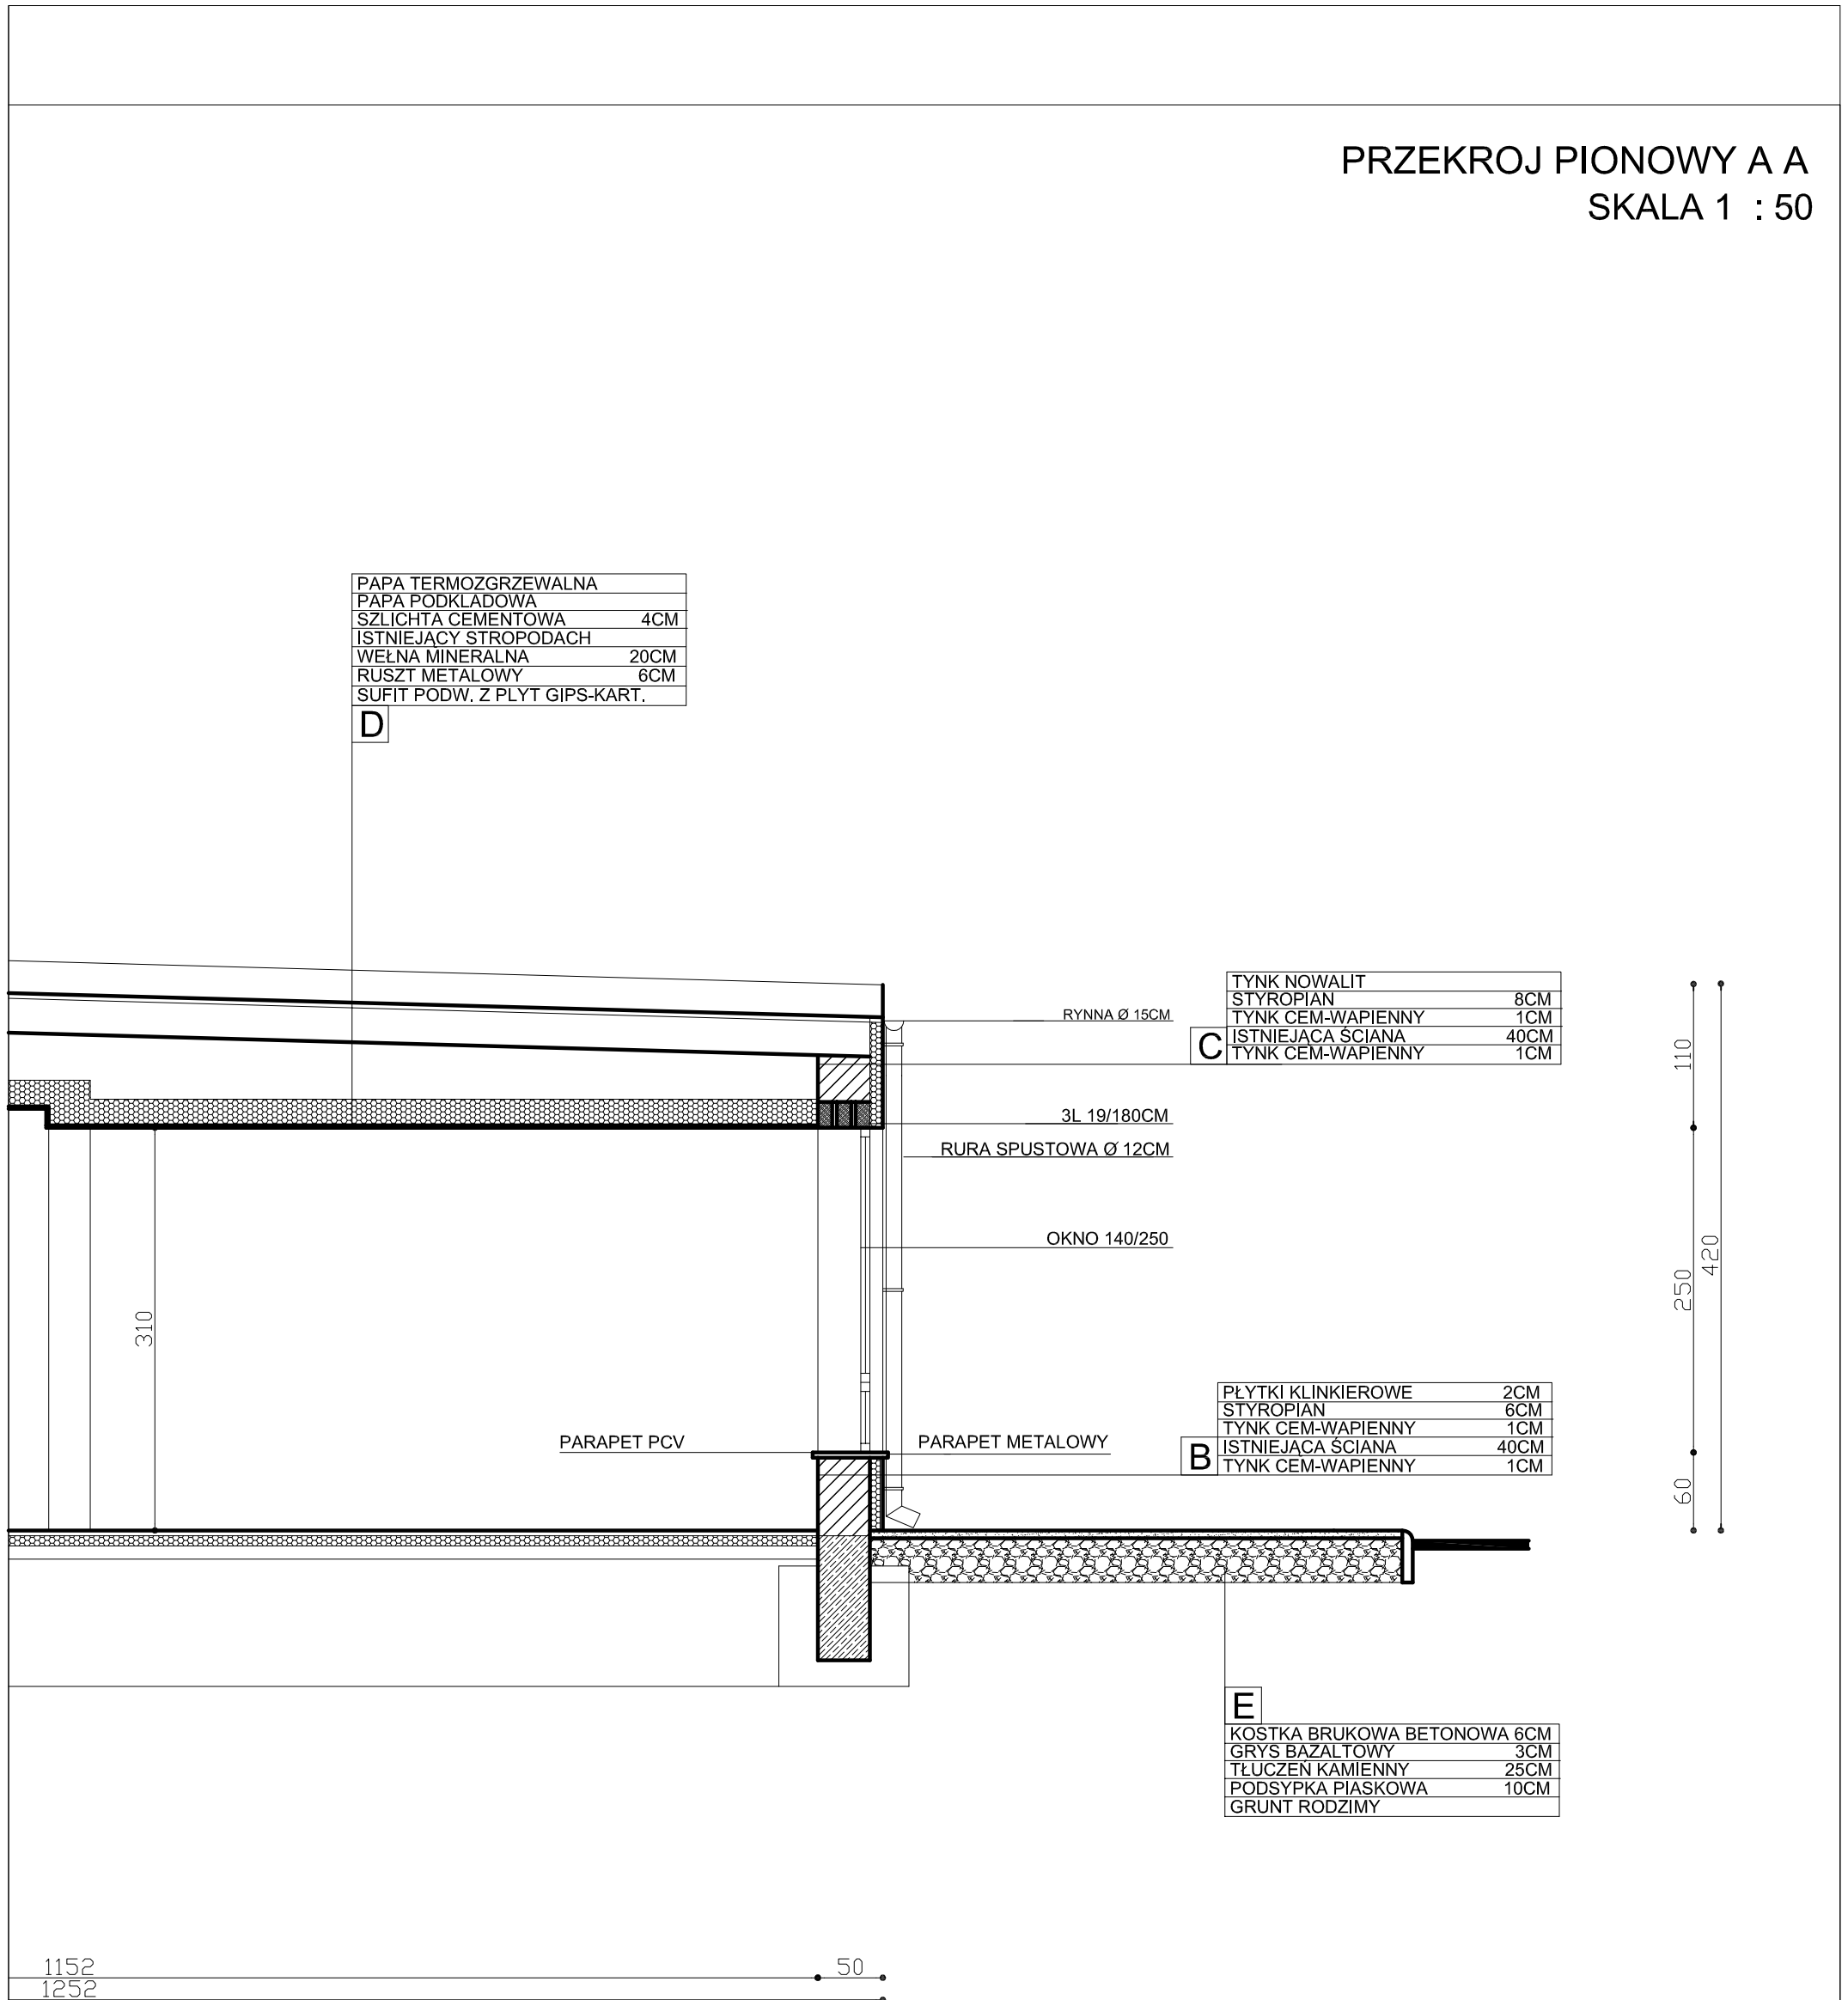 PRZEKROJ PIONOWY A A
SKALA 1 : 50
PAPA TERMOZGRZEWALNA
PAPA PODKLADOWA
SZLICHTA CEMENTOWA 4CM
ISTNIEJĄCY STROPODACH
WEŁNA MINERALNA 20CM
RUSZT METALOWY 6CM
SUFIT PODW. Z PLYT GIPS-KART.
D
TYNK NOWALIT
STYROPIAN 8CM
TYNK CEM-WAPIENNY 1CM
ISTNIEJĄCA ŚCIANA 40CM
TYNK CEM-WAPIENNY 1CM
C
RYNNA Ø 15CM
3L 19/180CM
RURA SPUSTOWA Ø 12CM
OKNO 140/250
110
250
420
60
310
PARAPET PCV
PARAPET METALOWY
PŁYTKI KLINKIEROWE 2CM
STYROPIAN 6CM
TYNK CEM-WAPIENNY 1CM
ISTNIEJĄCA ŚCIANA 40CM
TYNK CEM-WAPIENNY 1CM
B
E
KOSTKA BRUKOWA BETONOWA 6CM
GRYS BAZALTOWY 3CM
TŁUCZEŃ KAMIENNY 25CM
PODSYPKA PIASKOWA 10CM
GRUNT RODZIMY
1152 50
1252